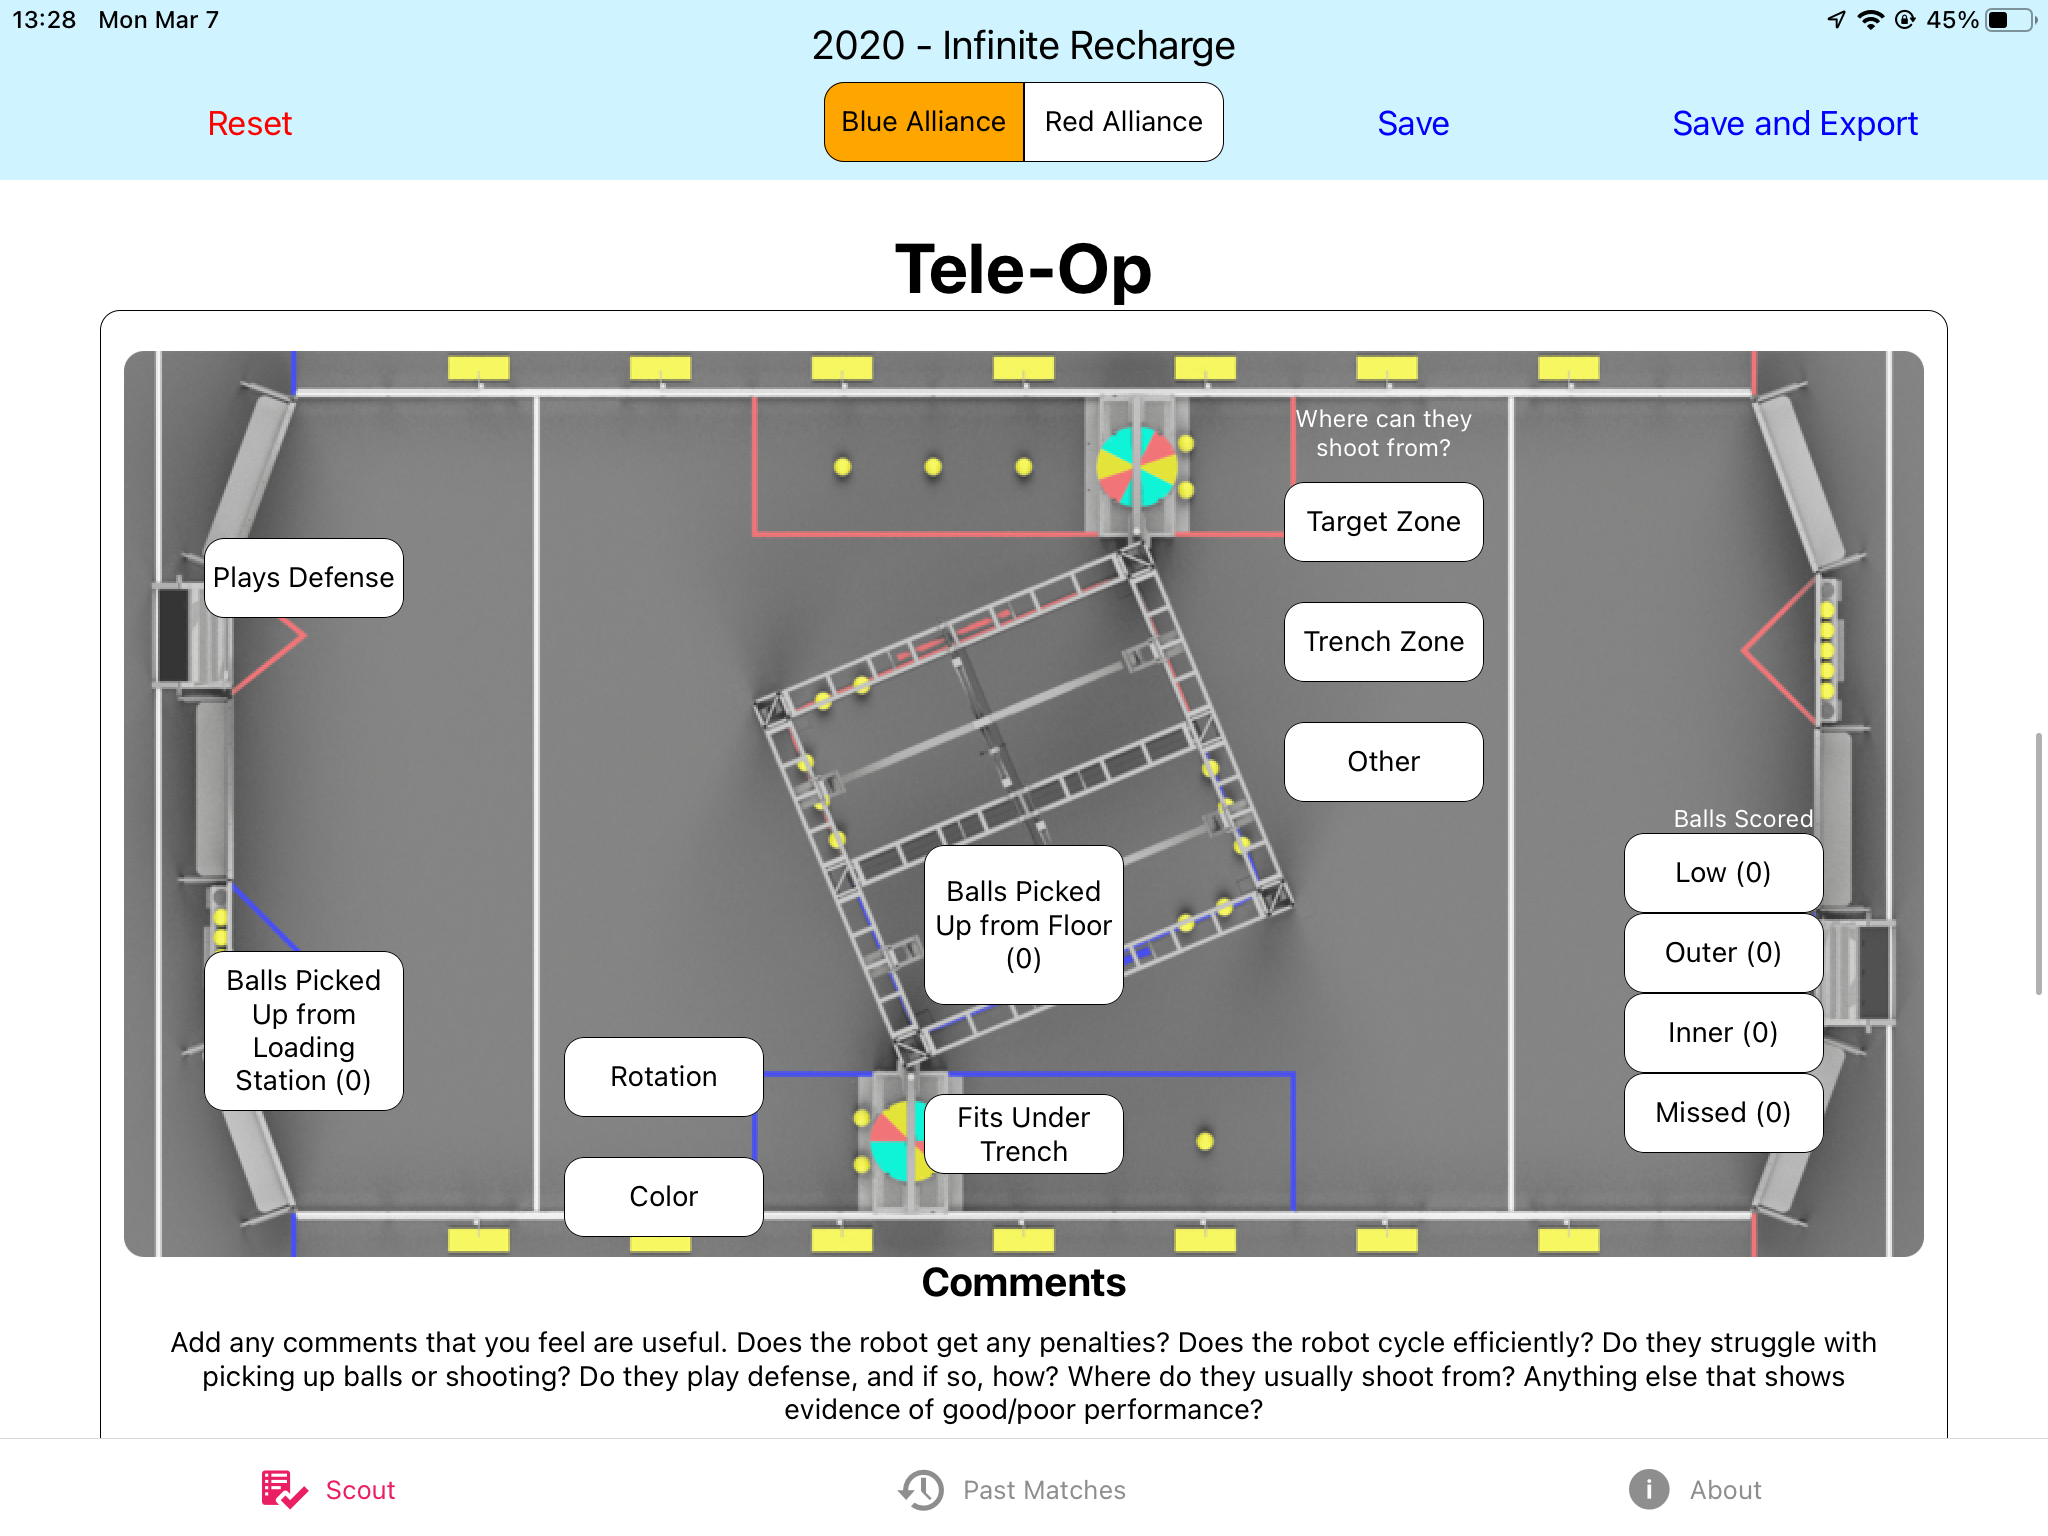 13:28 Mon Mar 7
45%
2020 - Infinite Recharge
Reset
Blue Alliance
Red Alliance
Save
Save and Export
Tele-Op
Where can they
shoot from?
Target Zone
Plays Defense
Trench Zone
Other
Balls Scored
Low (0)
Balls Picked
Up from Floor
(0)
Outer (0)
Balls Picked
Up from
Loading
Station (0)
Inner (0)
Rotation
Missed (0)
Fits Under
Trench
Color
Comments
Add any comments that you feel are useful. Does the robot get any penalties? Does the robot cycle efficiently? Do they struggle with
picking up balls or shooting? Do they play defense, and if so, how? Where do they usually shoot from? Anything else that shows
evidence of good/poor performance?
Scout
Past Matches
About